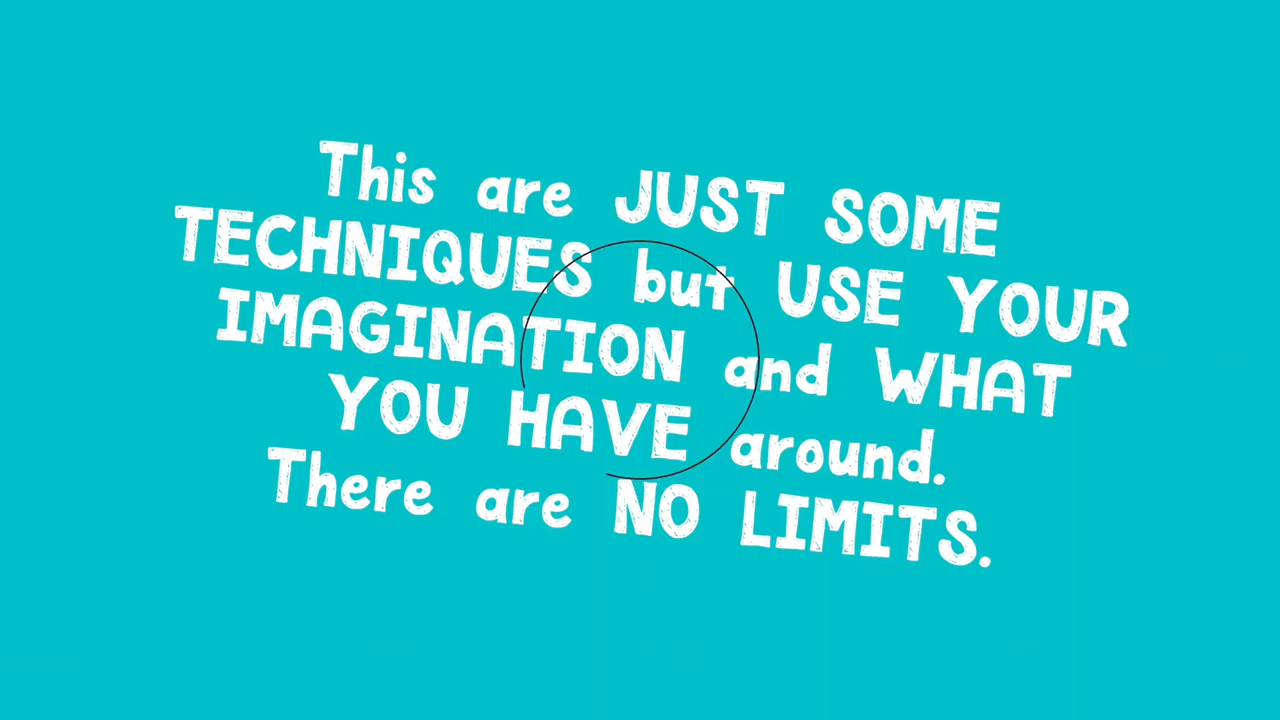 This are JUST SOME
TECHNIQUES but USE YOUR
IMAGINATION and WHAT
YOU HAVE around.
There are NO LIMITS.